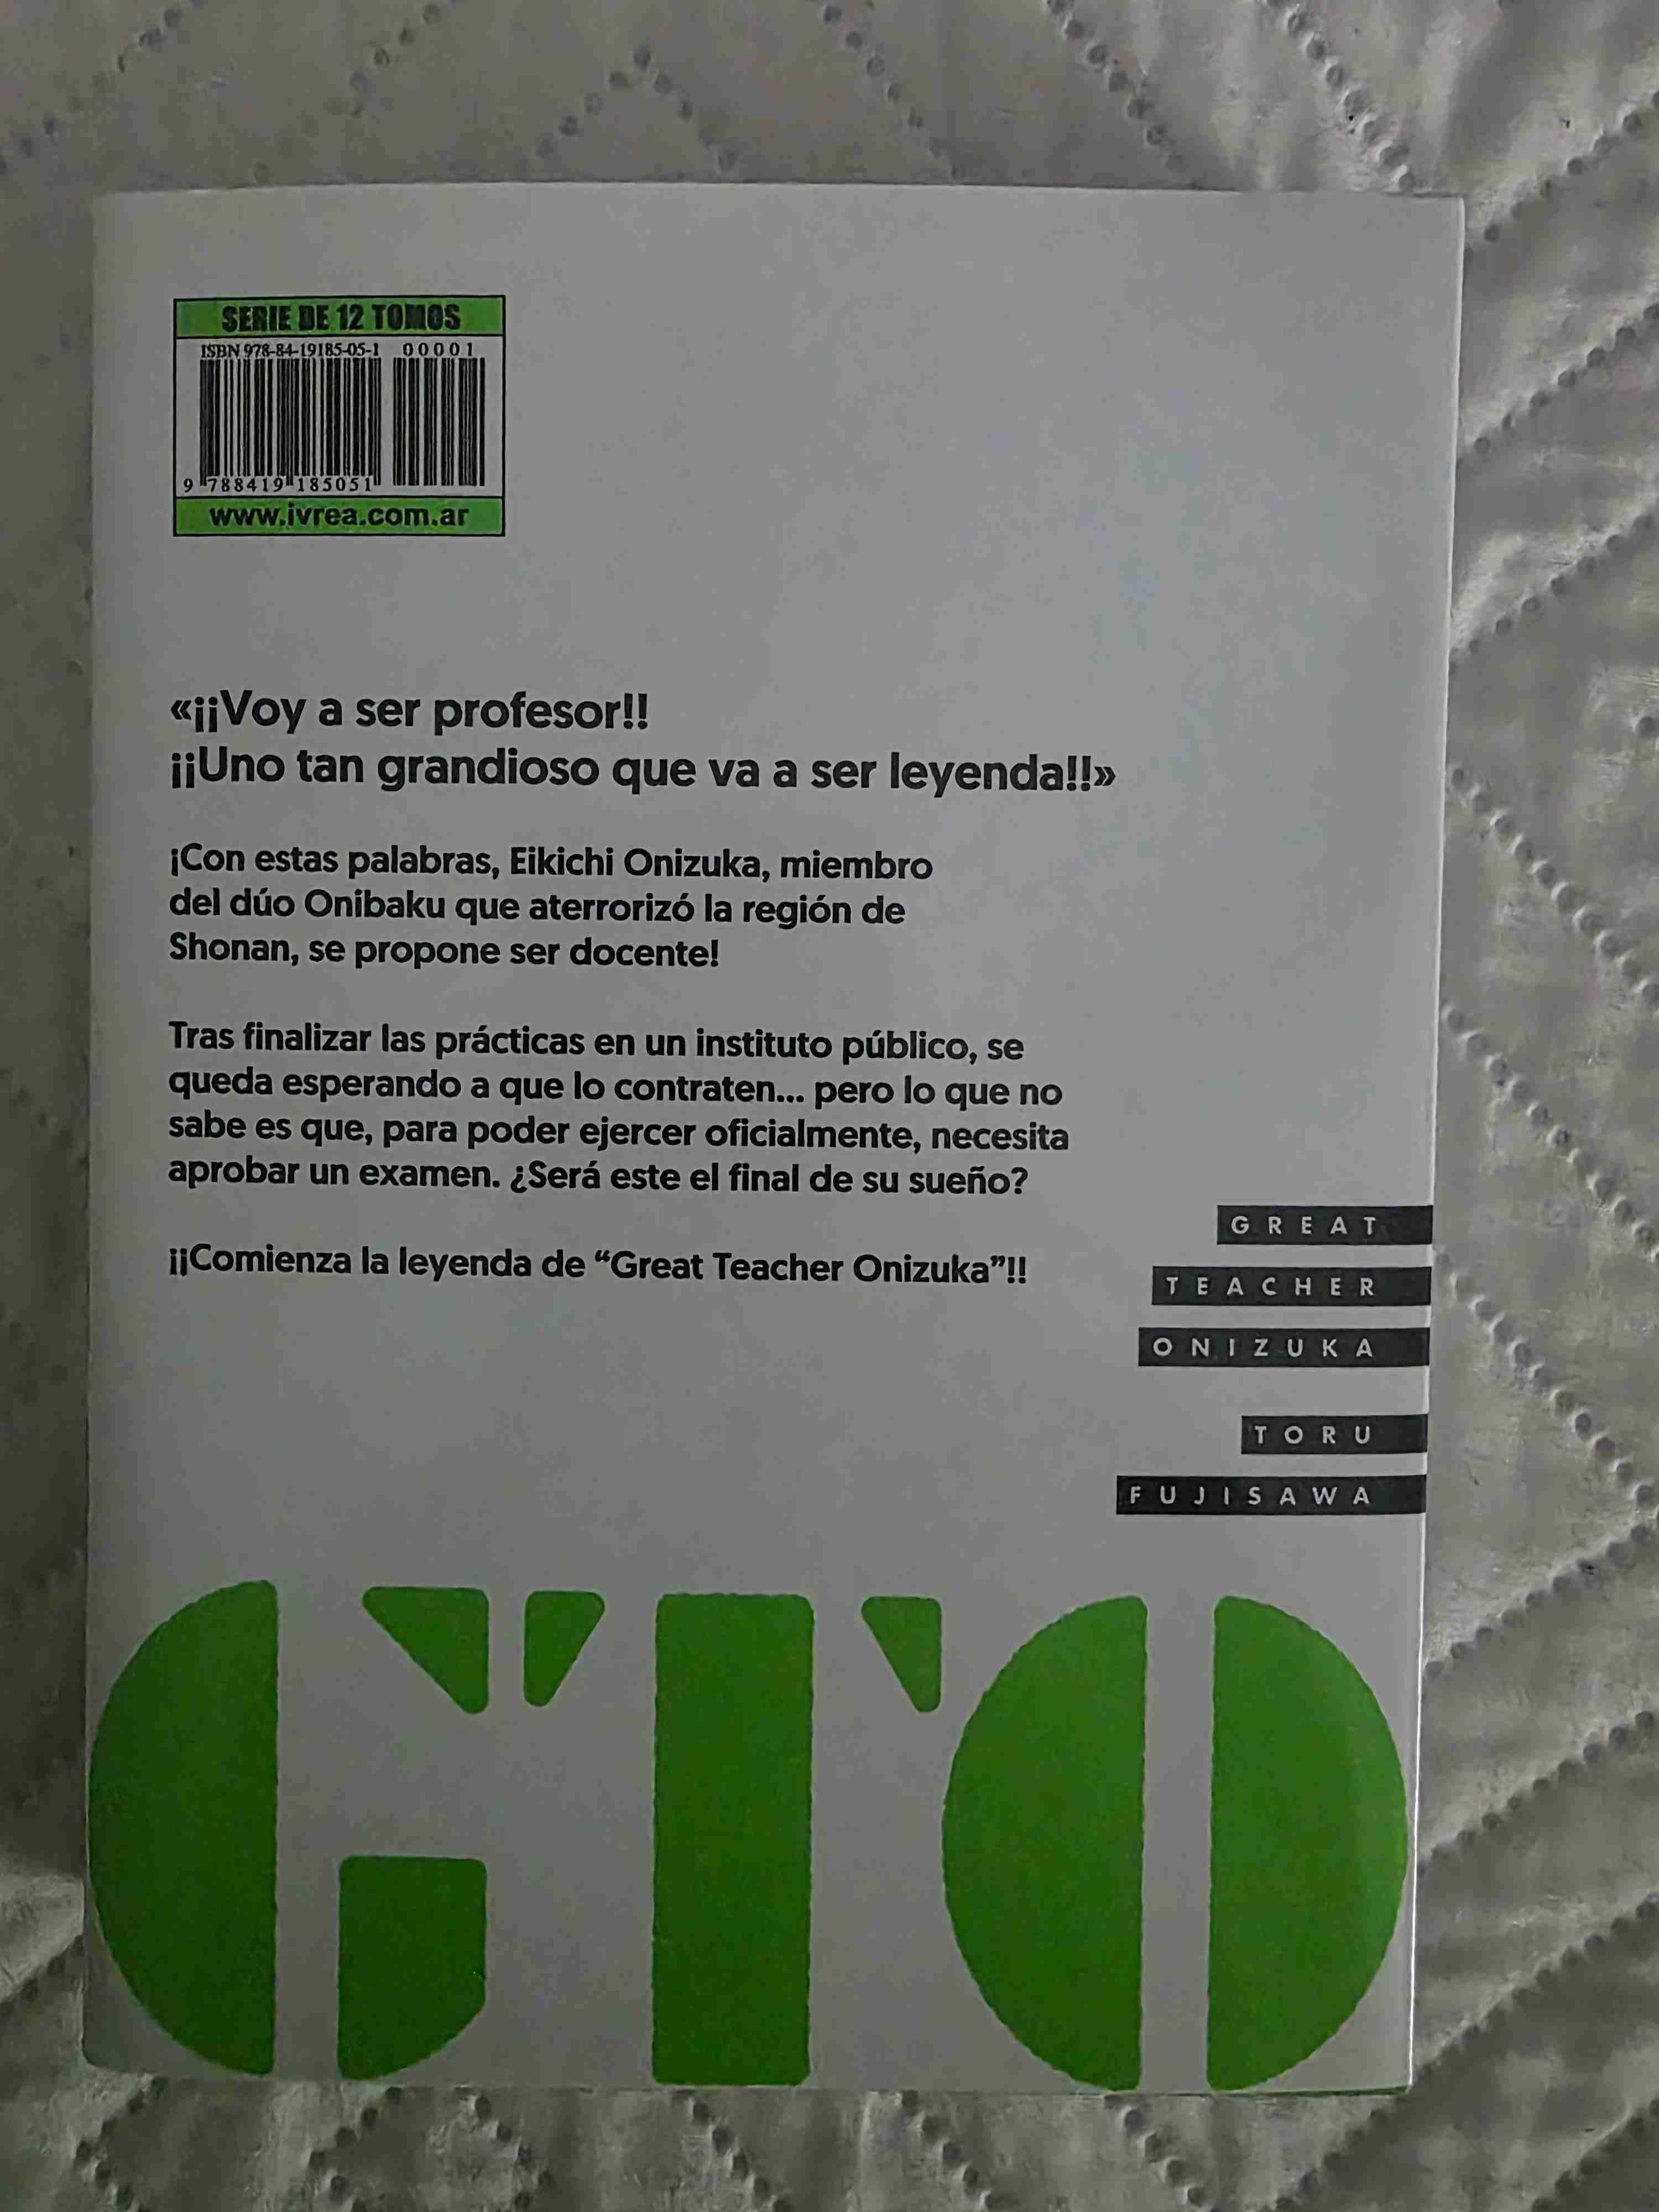 SERIE DE 12 TOMOS
ISBN 978-84-19185-05-1 00001
9 788419 185051
www.ivrea.com.ar
«¡¡Voy a ser profesor!!
¡¡Uno tan grandioso que va a ser leyenda!!»
¡Con estas palabras, Eikichi Onizuka, miembro
del dúo Onibaku que aterrorizó la región de
Shonan, se propone ser docente!
Tras finalizar las prácticas en un instituto público, se
queda esperando a que lo contraten... pero lo que no
sabe es que, para poder ejercer oficialmente, necesita
aprobar un examen. ¿Será este el final de su sueño?
¡¡Comienza la leyenda de “Great Teacher Onizuka”!!
GREAT
TEACHER
ONIZUKA
TORU
FUJISAWA
GTO